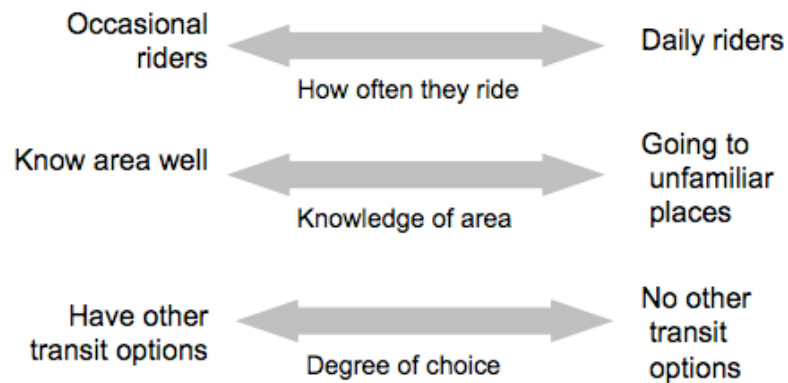 Occasional
riders
Daily riders
How often they ride
Know area well
Going to
unfamiliar
places
Knowledge of area
Have other
transit options
No other
transit
options
Degree of choice